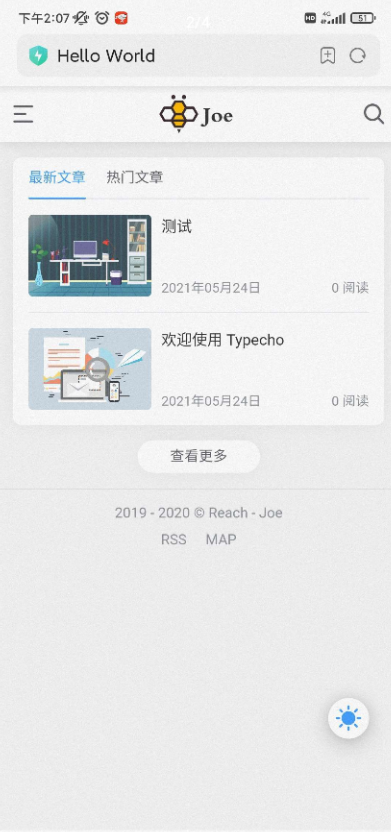 下午2:07 2/4 HD 4G 51
Hello World
Joe
最新文章 热门文章
测试
2021年05月24日 0 阅读
欢迎使用 Typecho
2021年05月24日 0 阅读
查看更多
2019 - 2020 © Reach - Joe
RSS MAP